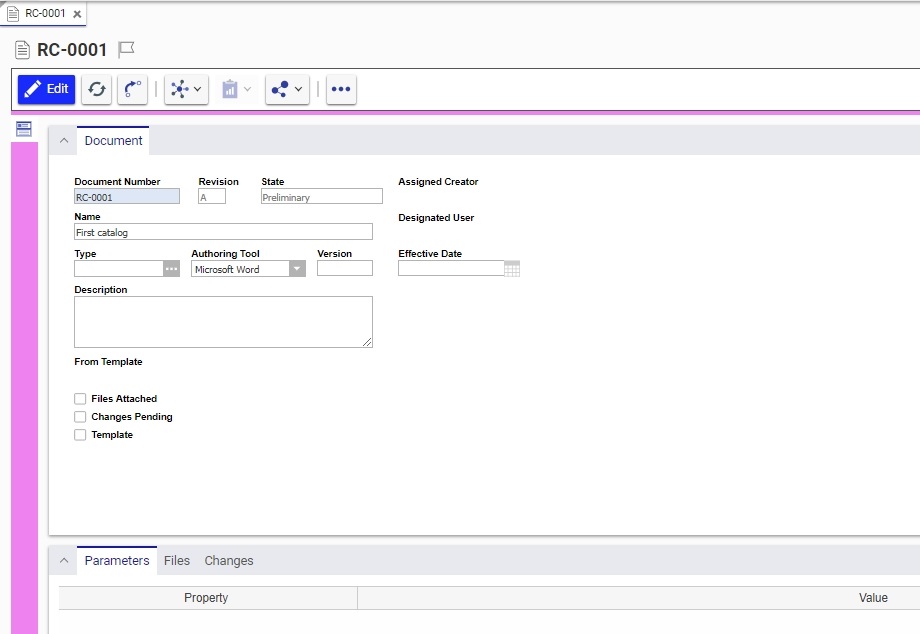 RC-0001
RC-0001
Edit
Document
Document Number Revision State Assigned Creator
RC-0001 A Preliminary
Name Designated User
First catalog
Type Authoring Tool Version Effective Date
Microsoft Word
Description
From Template
Files Attached
Changes Pending
Template
Parameters Files Changes
Property Value